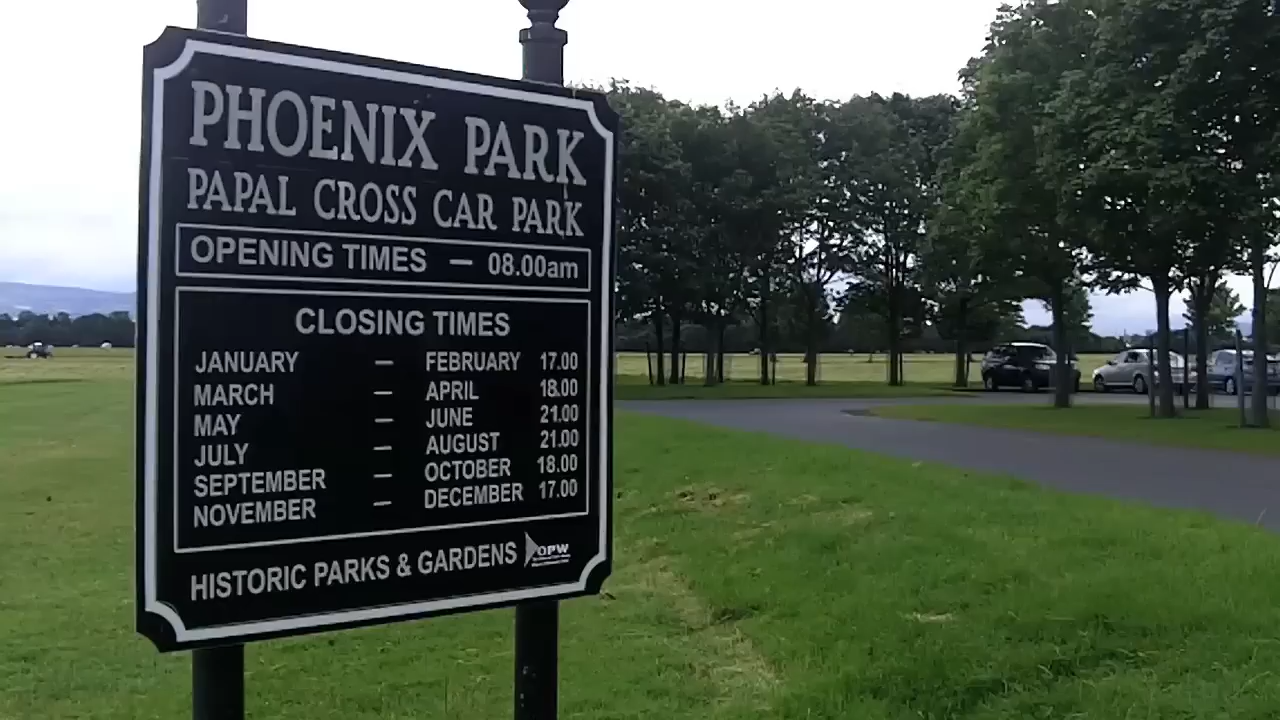 PHOENIX PARK
PAPAL CROSS CAR PARK
OPENING TIMES — 08.00am
CLOSING TIMES
JANUARY — FEBRUARY 17.00
MARCH — APRIL 18.00
MAY — JUNE 21.00
JULY — AUGUST 21.00
SEPTEMBER — OCTOBER 18.00
NOVEMBER — DECEMBER 17.00
HISTORIC PARKS & GARDENS OPW